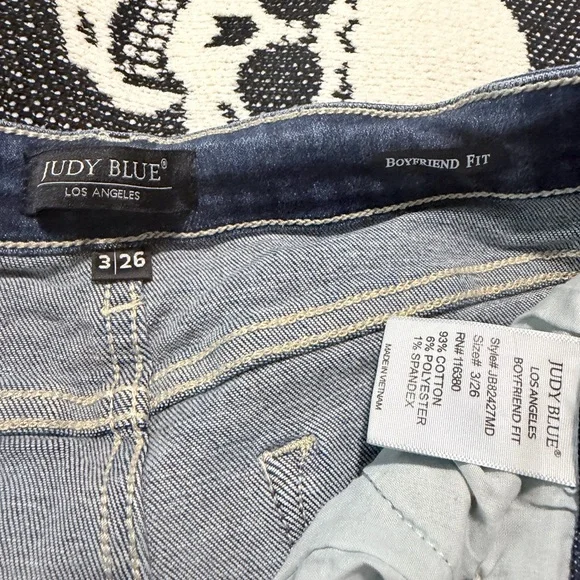 JUDY BLUE®
LOS ANGELES
BOYFRIEND FIT
3|26
JUDY BLUE®
LOS ANGELES
BOYFRIEND FIT
Style# JB82427MD
Size# 3/26
RN# 116380
93% COTTON
6% POLYESTER
1% SPANDEX
MADE IN VIETNAM